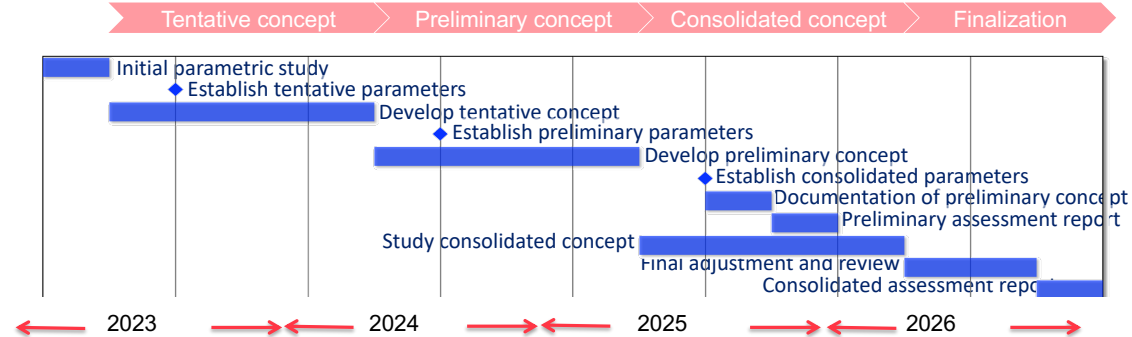 Tentative concept
Preliminary concept
Consolidated concept
Finalization
Initial parametric study
Establish tentative parameters
Develop tentative concept
Establish preliminary parameters
Develop preliminary concept
Establish consolidated parameters
Documentation of preliminary concept
Preliminary assessment report
Study consolidated concept
Final adjustment and review
Consolidated assessment report
2023
2024
2025
2026